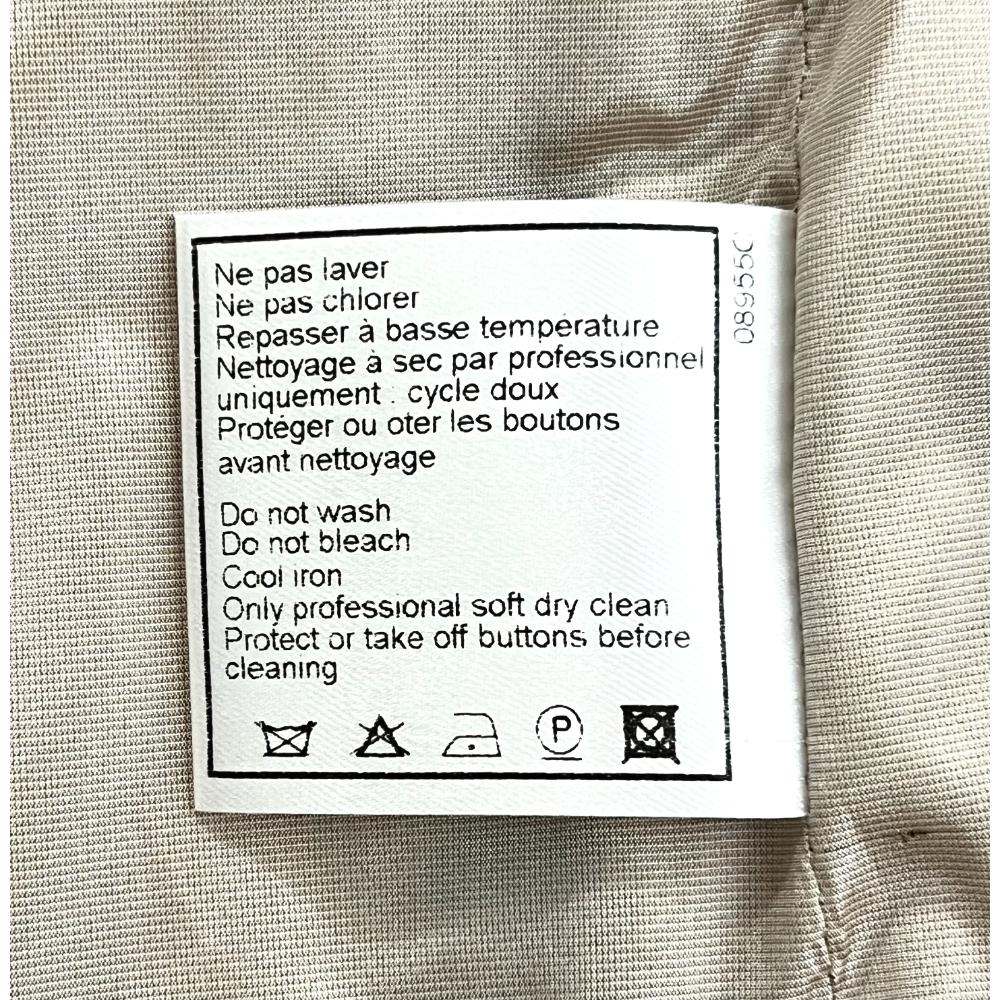 Ne pas laver
Ne pas chlorer
Repasser à basse température
Nettoyage à sec par professionnel
uniquement : cycle doux
Protéger ou oter les boutons
avant nettoyage
Do not wash
Do not bleach
Cool iron
Only professional soft dry clean
Protect or take off buttons before
cleaning
P
08955C